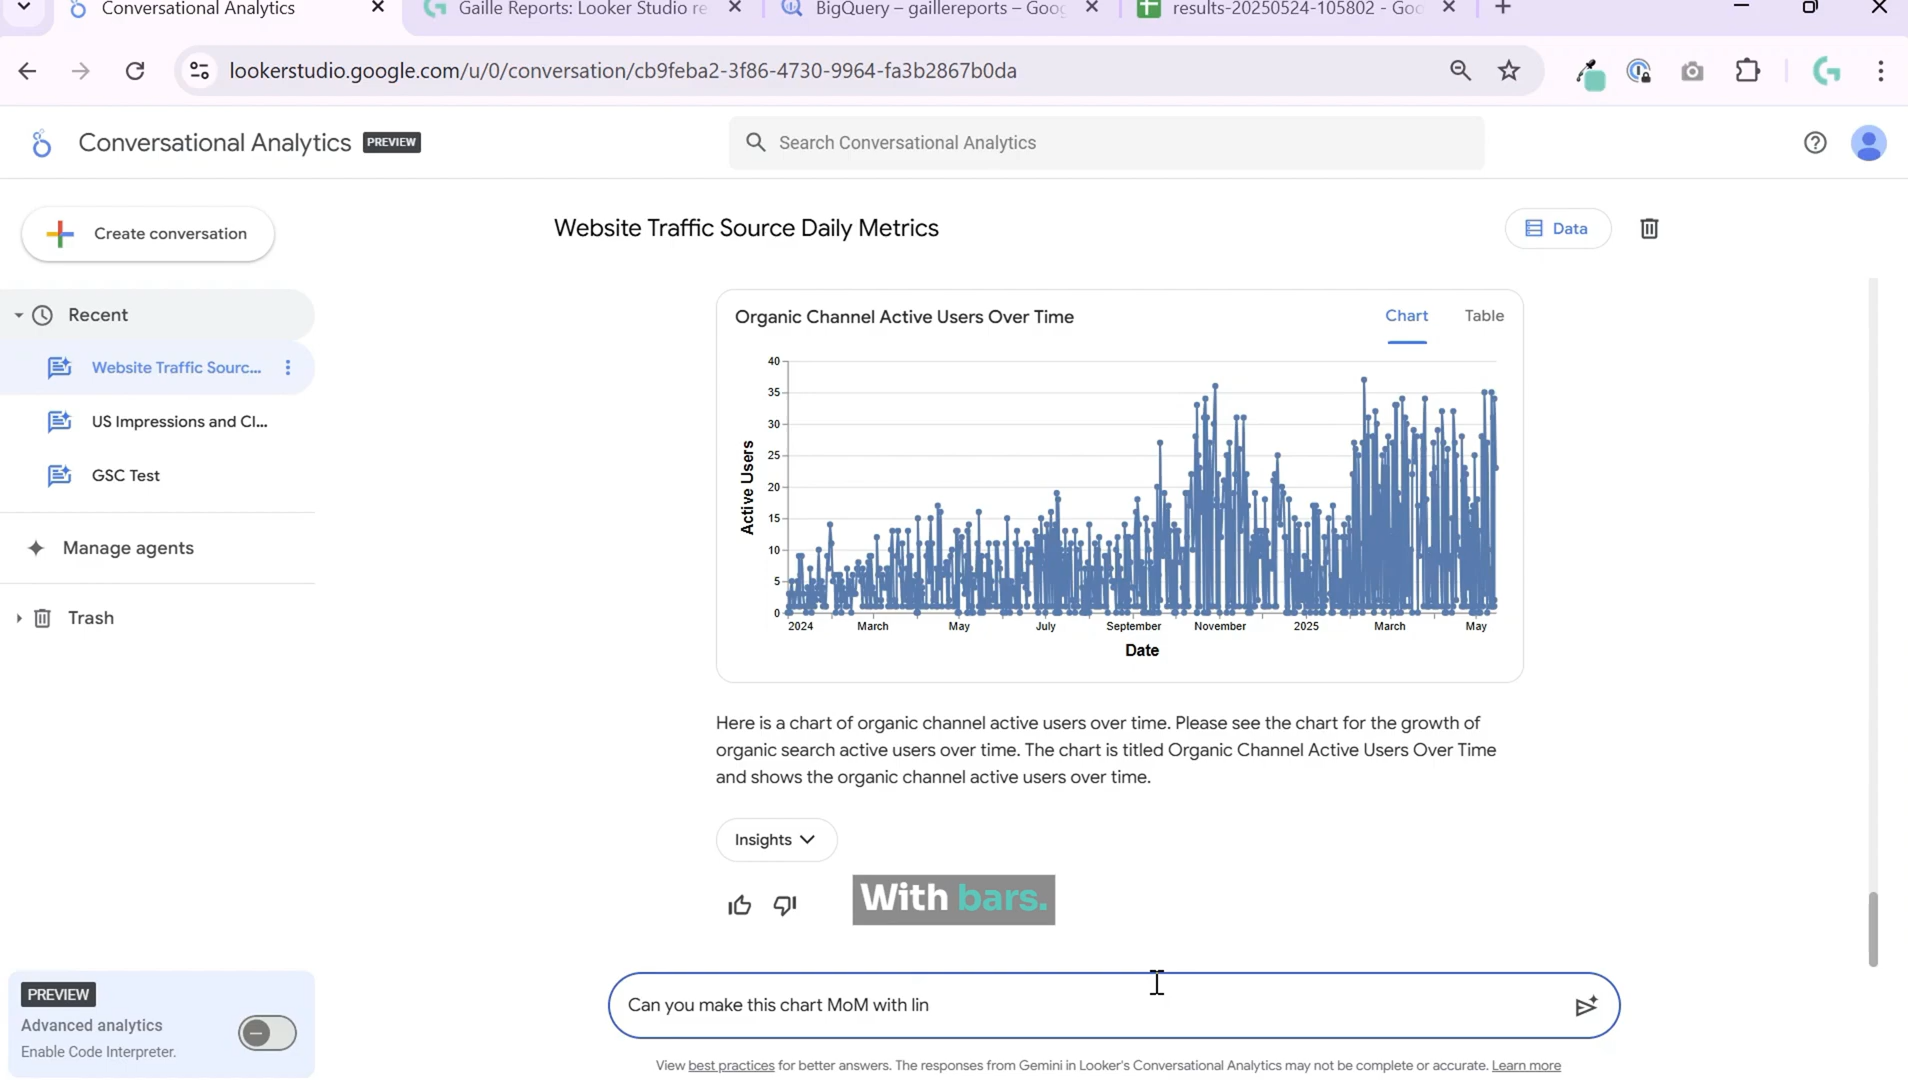 Conversational Analytics
Gaille Reports: Looker Studio re
BigQuery – gaillereports – Goog
results-20250524-105802 - Goo
lookerstudio.google.com/u/0/conversation/cb9feba2-3f86-4730-9964-fa3b2867b0da
Conversational Analytics PREVIEW
Search Conversational Analytics
Create conversation
Website Traffic Source Daily Metrics
Data
Recent
Website Traffic Sourc...
US Impressions and Cl...
GSC Test
Manage agents
Trash
Organic Channel Active Users Over Time
Chart
Table
Active Users
40
35
30
25
20
15
10
5
0
2024 March May July September November 2025 March May
Date
Here is a chart of organic channel active users over time. Please see the chart for the growth of
organic search active users over time. The chart is titled Organic Channel Active Users Over Time
and shows the organic channel active users over time.
Insights
With bars.
Can you make this chart MoM with lin
PREVIEW
Advanced analytics
Enable Code Interpreter.
View best practices for better answers. The responses from Gemini in Looker's Conversational Analytics may not be complete or accurate. Learn more